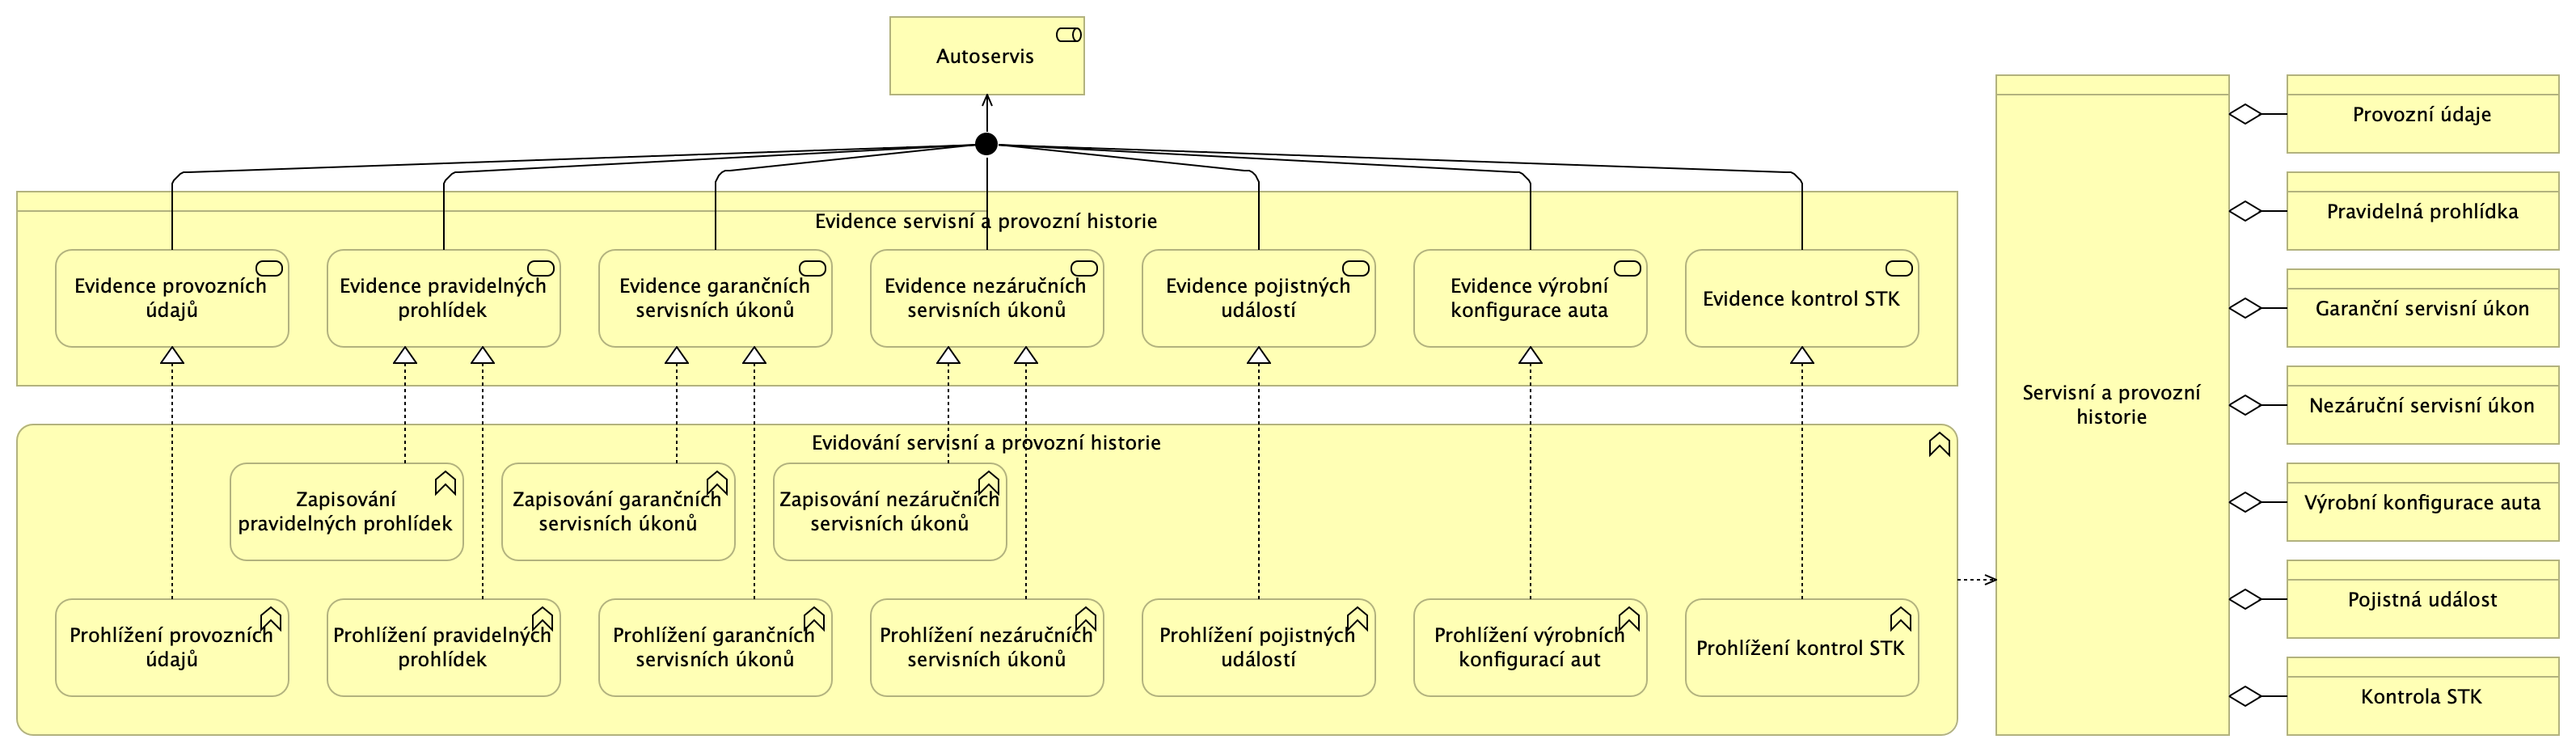 Autoservis
Evidence servisní a provozní historie
Evidence provozních
údajů
Evidence pravidelných
prohlídek
Evidence garančních
servisních úkonů
Evidence nezáručních
servisních úkonů
Evidence pojistných
událostí
Evidence výrobní
konfigurace auta
Evidence kontrol STK
Evidování servisní a provozní historie
Zapisování
pravidelných prohlídek
Zapisování garančních
servisních úkonů
Zapisování nezáručních
servisních úkonů
Prohlížení provozních
údajů
Prohlížení pravidelných
prohlídek
Prohlížení garančních
servisních úkonů
Prohlížení nezáručních
servisních úkonů
Prohlížení pojistných
událostí
Prohlížení výrobních
konfigurací aut
Prohlížení kontrol STK
Servisní a provozní
historie
Provozní údaje
Pravidelná prohlídka
Garanční servisní úkon
Nezáruční servisní úkon
Výrobní konfigurace auta
Pojistná událost
Kontrola STK